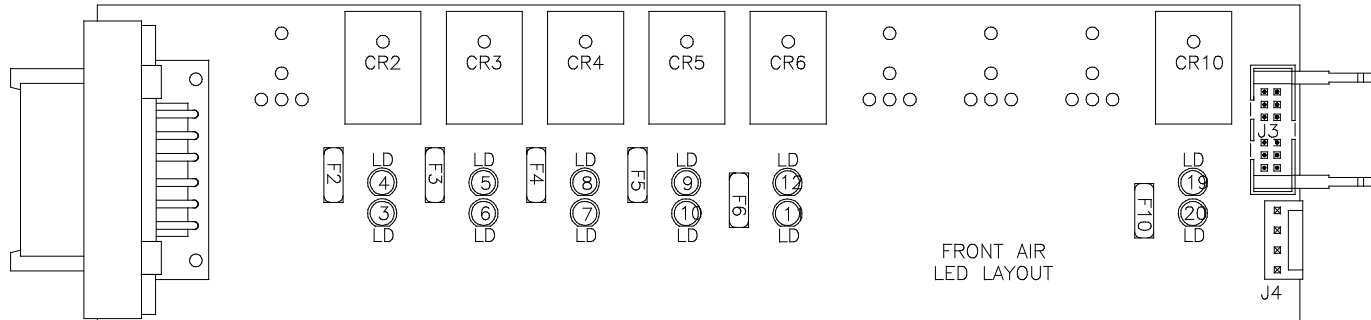 CR2 CR3 CR4 CR5 CR6 CR10
J3
LD LD LD LD LD LD
F2 4 F3 5 F4 8 F5 9 F6 12 F10 19
3 6 7 10 1 20
LD LD LD LD LD LD
FRONT AIR
LED LAYOUT
J4